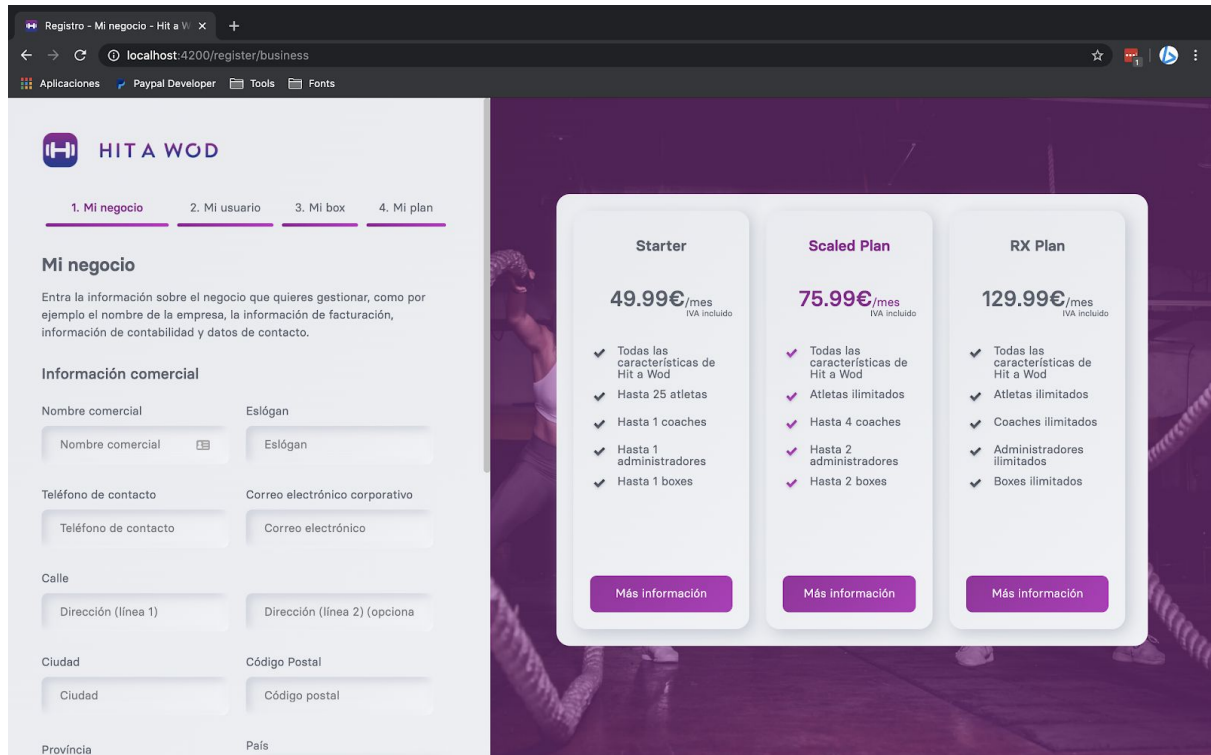 Registro - Mi negocio - Hit a W
localhost:4200/register/business
Aplicaciones Paypal Developer Tools Fonts
1
HIT A WOD
1. Mi negocio 2. Mi usuario 3. Mi box 4. Mi plan
Mi negocio
Entra la información sobre el negocio que quieres gestionar, como por
ejemplo el nombre de la empresa, la información de facturación,
información de contabilidad y datos de contacto.
Información comercial
Nombre comercial Eslógan
Nombre comercial Eslógan
Teléfono de contacto Correo electrónico corporativo
Teléfono de contacto Correo electrónico
Calle
Dirección (línea 1) Dirección (línea 2) (opciona
Ciudad Código Postal
Ciudad Código postal
Província País
Starter
49.99€/mes
IVA incluido
Todas las
características de
Hit a Wod
Hasta 25 atletas
Hasta 1 coaches
Hasta 1
administradores
Hasta 1 boxes
Más información
Scaled Plan
75.99€/mes
IVA incluido
Todas las
características de
Hit a Wod
Atletas ilimitados
Hasta 4 coaches
Hasta 2
administradores
Hasta 2 boxes
Más información
RX Plan
129.99€/mes
IVA incluido
Todas las
características de
Hit a Wod
Atletas ilimitados
Coaches ilimitados
Administradores
ilimitados
Boxes ilimitados
Más información